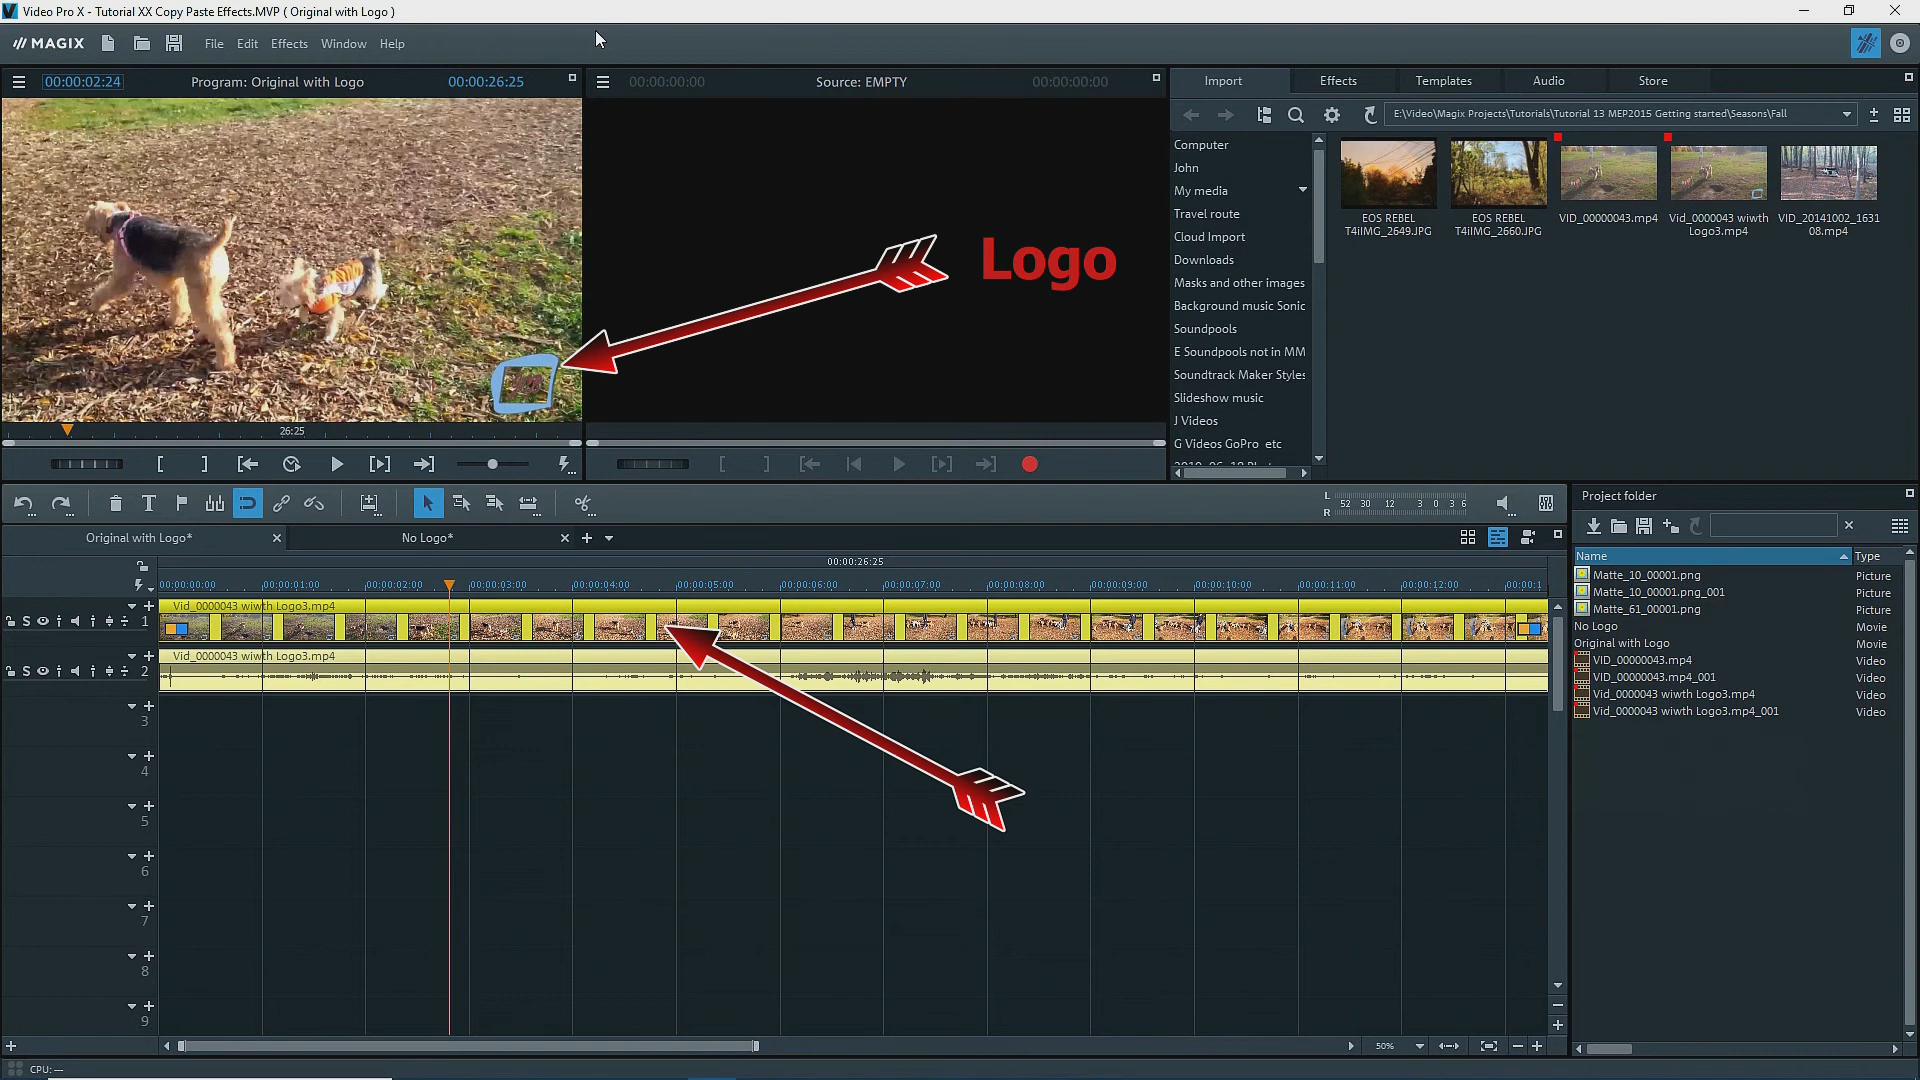 Video Pro X - Tutorial XX Copy Paste Effects.MVP ( Original with Logo )
MAGIX File Edit Effects Window Help
00:00:02:24 Program: Original with Logo 00:00:26:25
00:00:00:00 Source: EMPTY 00:00:00:00
Import Effects Templates Audio Store
E:\Video\Magix Projects\Tutorials\Tutorial 13 MEP2015 Getting started\Seasons\Fall
Computer
John
My media
Travel route
Cloud Import
Downloads
Masks and other images
Background music Sonic
Soundpools
E Soundpools not in MM
Soundtrack Maker Styles
Slideshow music
J Videos
G Videos GoPro etc
EOS REBEL
T4iIMG_2649.JPG
EOS REBEL
T4iIMG_2660.JPG
VID_00000043.mp4
Vid_0000043 wiwth
Logo3.mp4
VID_20141002_1631
08.mp4
Logo
26:25
L
R
52 30 12 3 0 3 6
Original with Logo* No Logo*
00:00:26:25
00:00:00:00 00:00:01:00 00:00:02:00 00:00:03:00 00:00:04:00 00:00:05:00 00:00:06:00 00:00:07:00 00:00:08:00 00:00:09:00 00:00:10:00 00:00:11:00 00:00:12:00 00:00:1
Vid_0000043 wiwth Logo3.mp4
S 1
Vid_0000043 wiwth Logo3.mp4
S 2
3
4
5
6
7
8
9
50%
CPU: —
Project folder
Name Type
Matte_10_00001.png Picture
Matte_10_00001.png_001 Picture
Matte_61_00001.png Picture
No Logo Movie
Original with Logo Movie
VID_00000043.mp4 Video
VID_00000043.mp4_001 Video
Vid_0000043 wiwth Logo3.mp4 Video
Vid_0000043 wiwth Logo3.mp4_001 Video